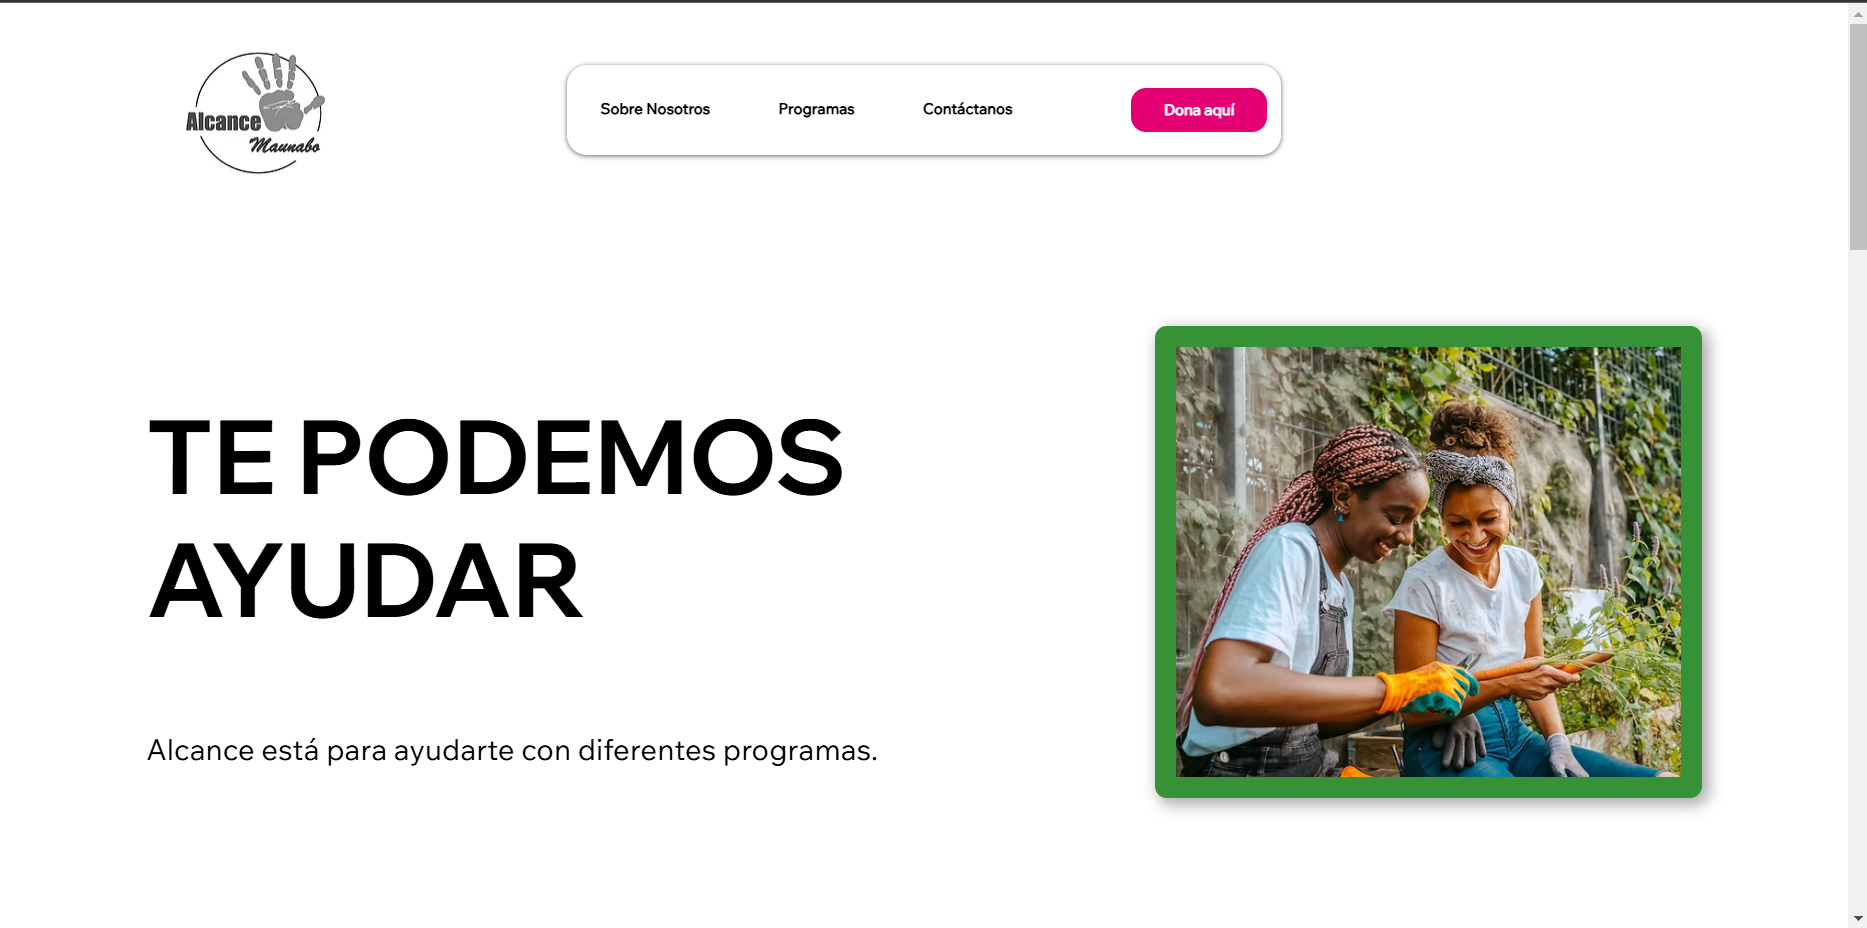 Alcance
Maunabo
Sobre Nosotros
Programas
Contáctanos
Dona aquí
TE PODEMOS
AYUDAR
Alcance está para ayudarte con diferentes programas.